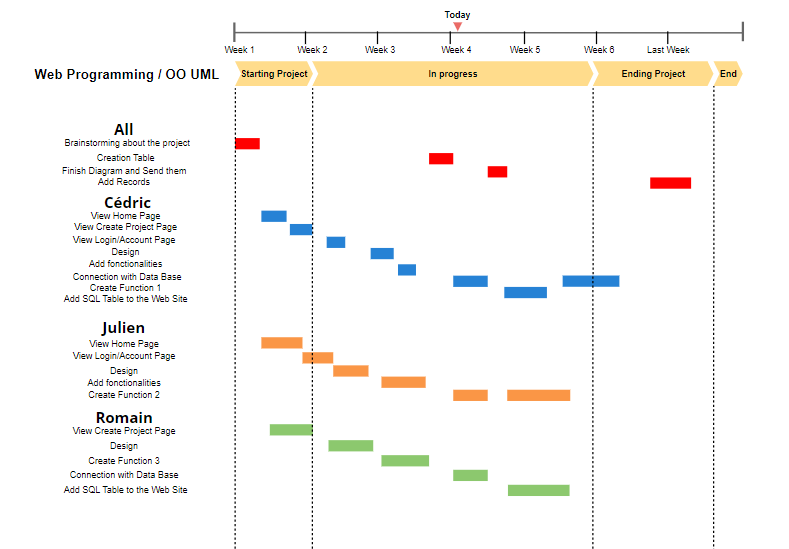 Today
Week 1 Week 2 Week 3 Week 4 Week 5 Week 6 Last Week
Web Programming / OO UML Starting Project In progress Ending Project End
All
Brainstorming about the project
Creation Table
Finish Diagram and Send them
Add Records
Cédric
View Home Page
View Create Project Page
View Login/Account Page
Design
Add fonctionalities
Connection with Data Base
Create Function 1
Add SQL Table to the Web Site
Julien
View Home Page
View Login/Account Page
Design
Add fonctionalities
Create Function 2
Romain
View Create Project Page
Design
Create Function 3
Connection with Data Base
Add SQL Table to the Web Site